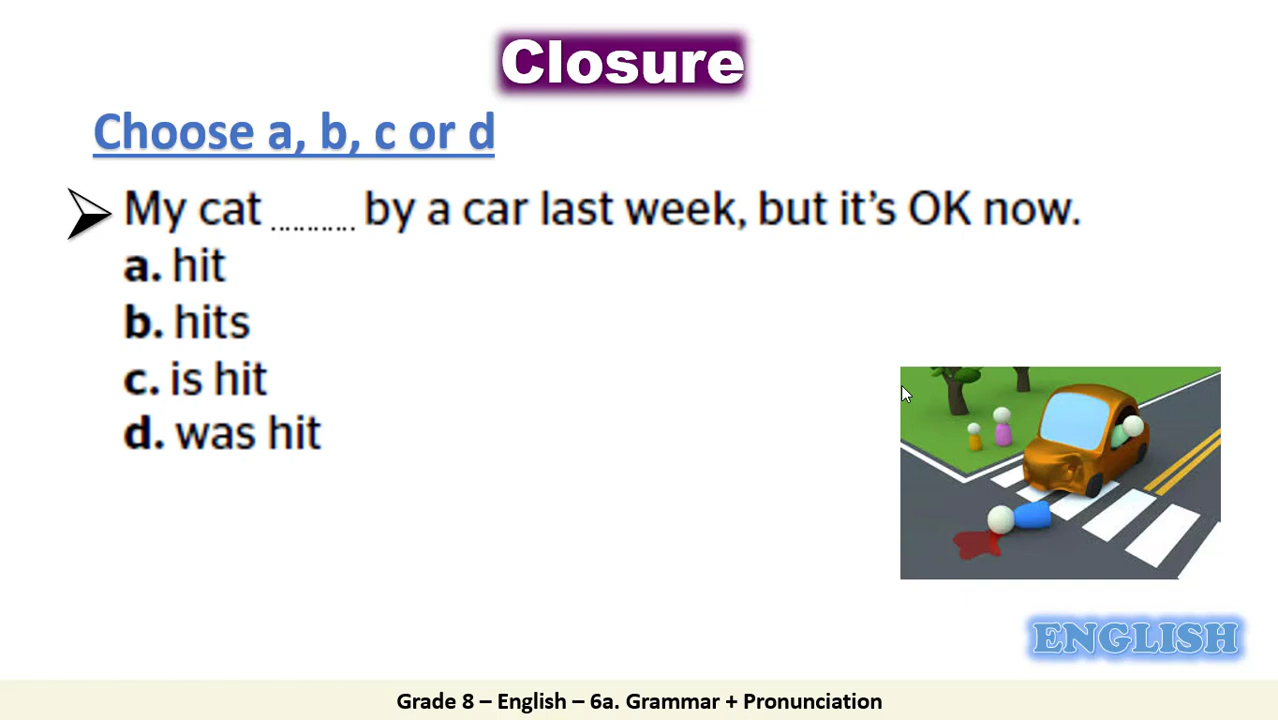 Closure
Choose a, b, c or d
My cat ............ by a car last week, but it's OK now.
a. hit
b. hits
c. is hit
d. was hit
ENGLISH
Grade 8 – English – 6a. Grammar + Pronunciation